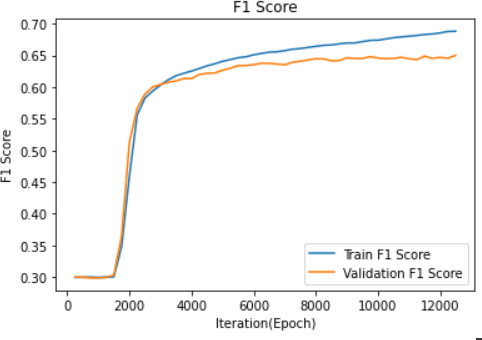 F1 Score
0.70
0.65
0.60
0.55
0.50
0.45
0.40
0.35
0.30
F1 Score
Train F1 Score
Validation F1 Score
0 2000 4000 6000 8000 10000 12000
Iteration(Epoch)